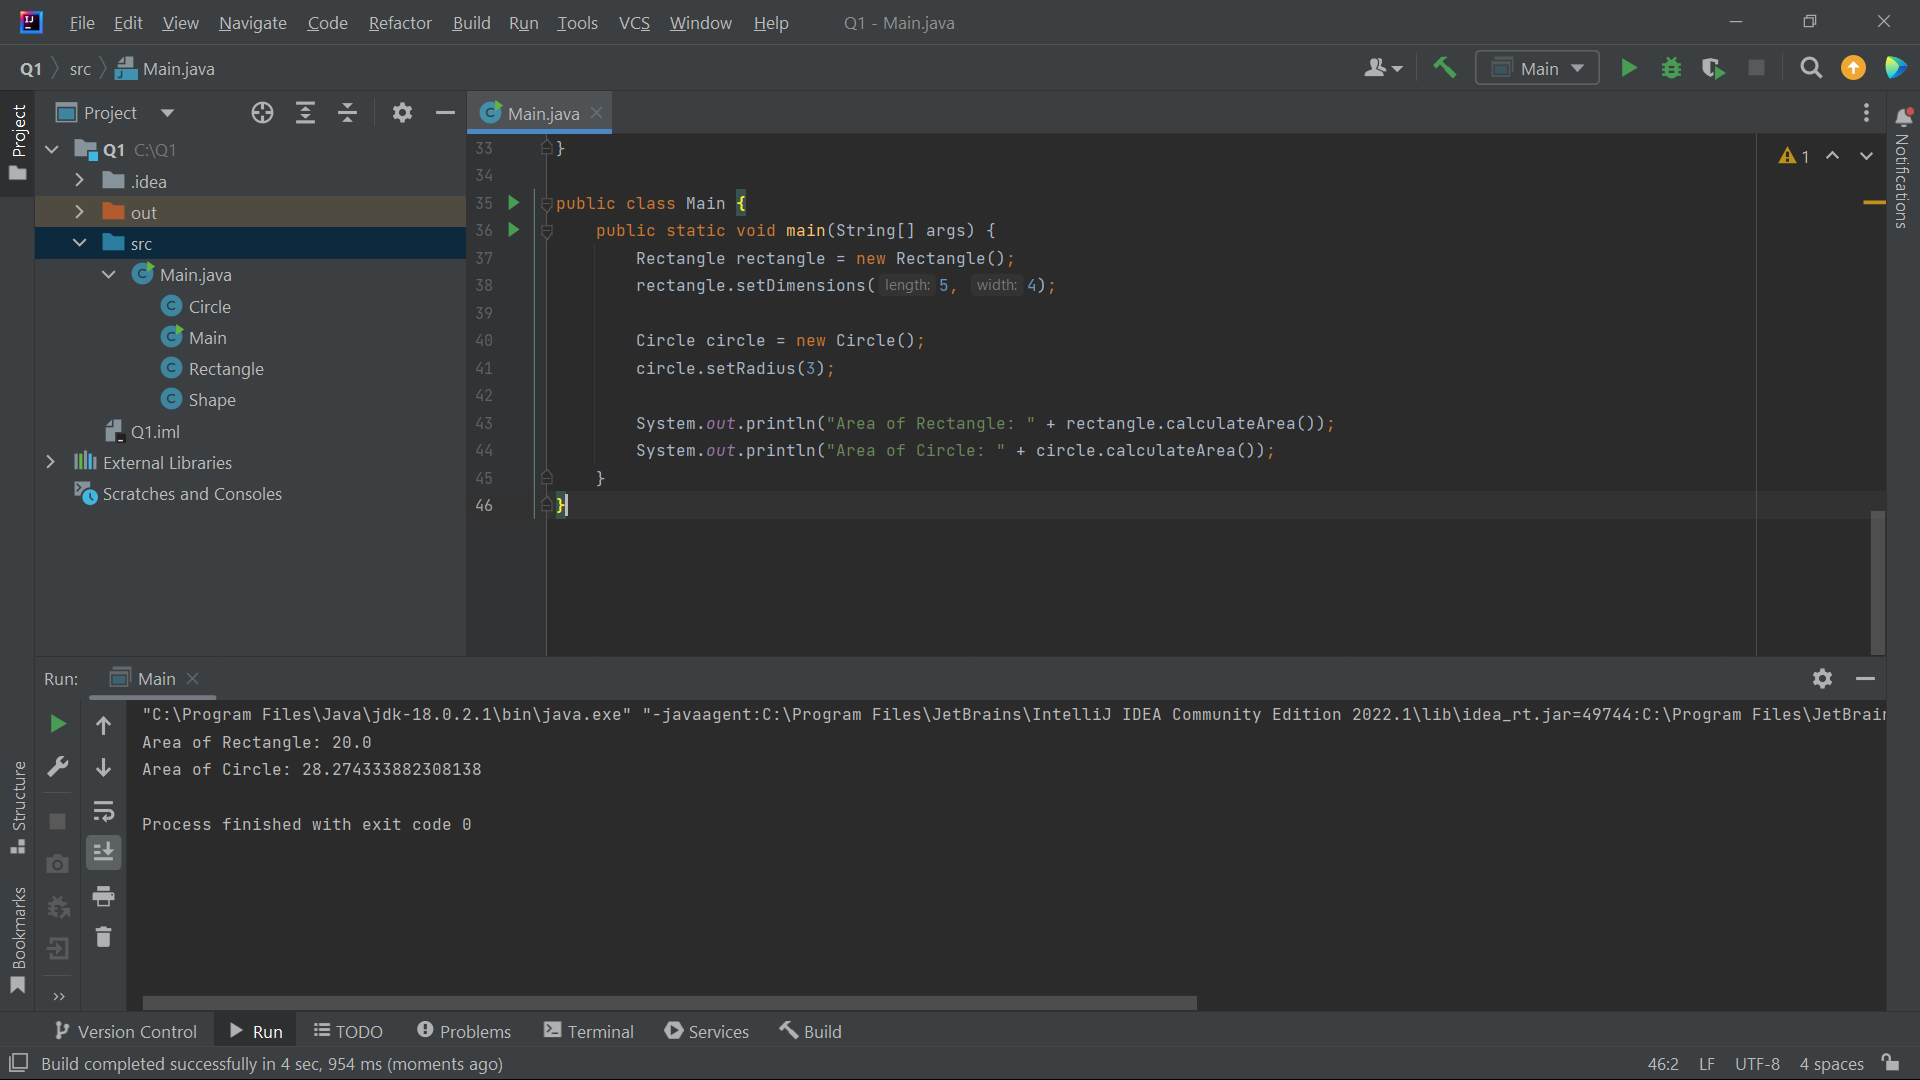 File Edit View Navigate Code Refactor Build Run Tools VCS Window Help Q1 - Main.java
Q1 src Main.java
Main
Project
Project
Main.java
Notifications
Q1 C:\Q1
.idea
out
src
Main.java
Circle
Main
Rectangle
Shape
Q1.iml
External Libraries
Scratches and Consoles
1
33 }
34
35 public class Main {
36 public static void main(String[] args) {
37 Rectangle rectangle = new Rectangle();
38 rectangle.setDimensions( length: 5, width: 4);
39
40 Circle circle = new Circle();
41 circle.setRadius(3);
42
43 System.out.println("Area of Rectangle: " + rectangle.calculateArea());
44 System.out.println("Area of Circle: " + circle.calculateArea());
45 }
46 }
Run: Main
"C:\Program Files\Java\jdk-18.0.2.1\bin\java.exe" "-javaagent:C:\Program Files\JetBrains\IntelliJ IDEA Community Edition 2022.1\lib\idea_rt.jar=49744:C:\Program Files\JetBrain
Area of Rectangle: 20.0
Area of Circle: 28.274333882308138
Process finished with exit code 0
Structure
Bookmarks
Version Control Run TODO Problems Terminal Services Build
Build completed successfully in 4 sec, 954 ms (moments ago)
46:2 LF UTF-8 4 spaces